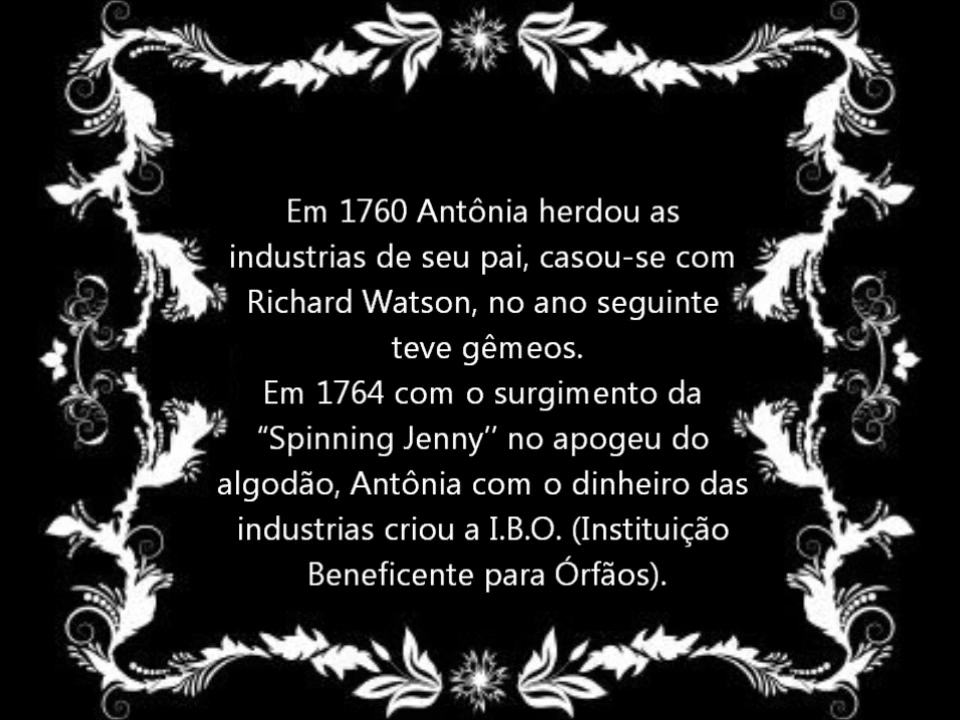 Em 1760 Antônia herdou as
industrias de seu pai, casou-se com
Richard Watson, no ano seguinte
teve gêmeos.
Em 1764 com o surgimento da
“Spinning Jenny’’ no apogeu do
algodão, Antônia com o dinheiro das
industrias criou a I.B.O. (Instituição
Beneficente para Órfãos).